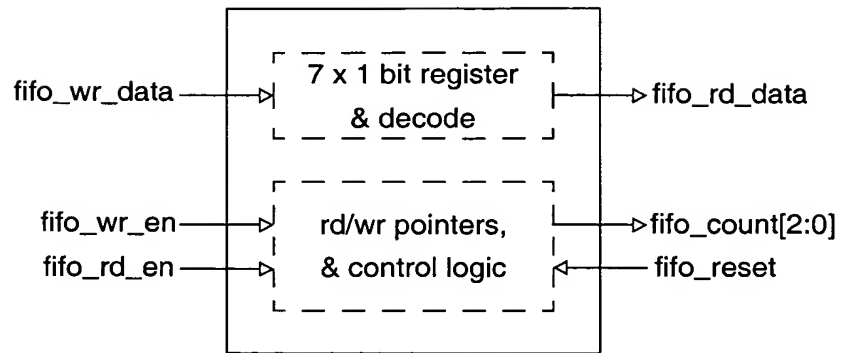 fifo_wr_data
7 x 1 bit register
& decode
fifo_rd_data
fifo_wr_en
fifo_rd_en
rd/wr pointers,
& control logic
fifo_count[2:0]
fifo_reset